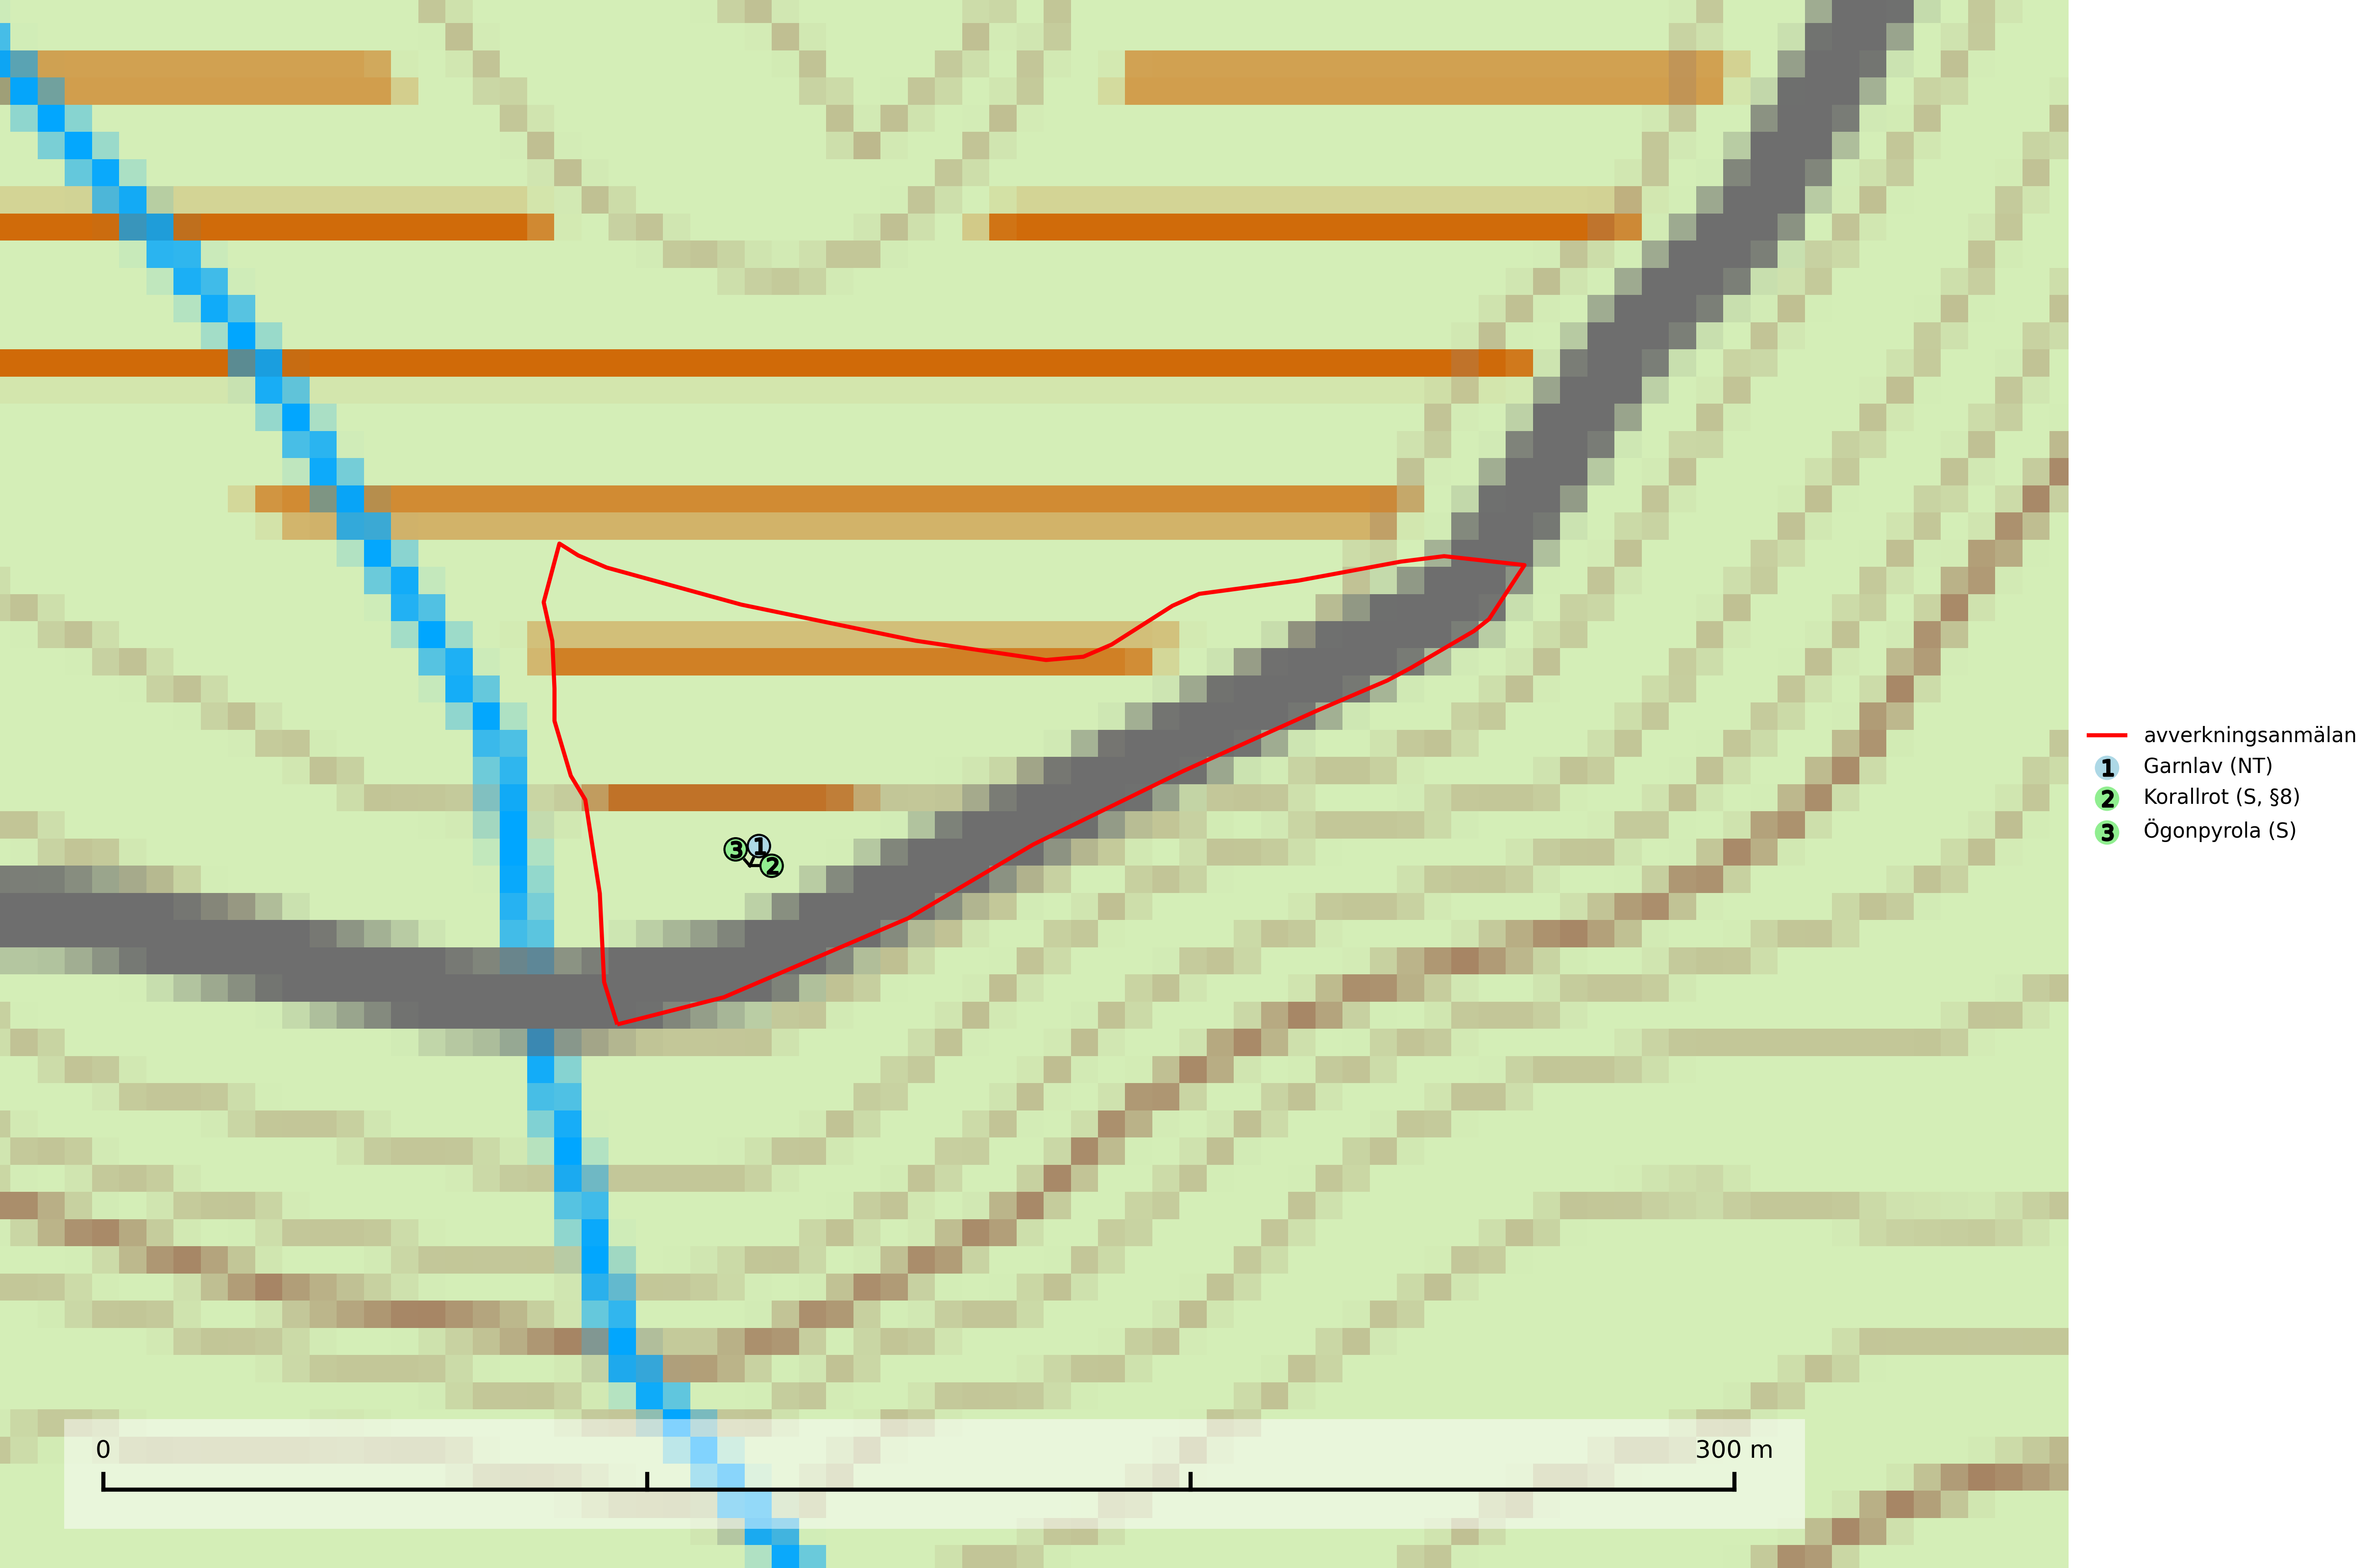 avverkningsanmälan
1 Garnlav (NT)
2 Korallrot (S, §8)
3 Ögonpyrola (S)
3 1
2
0 300 m